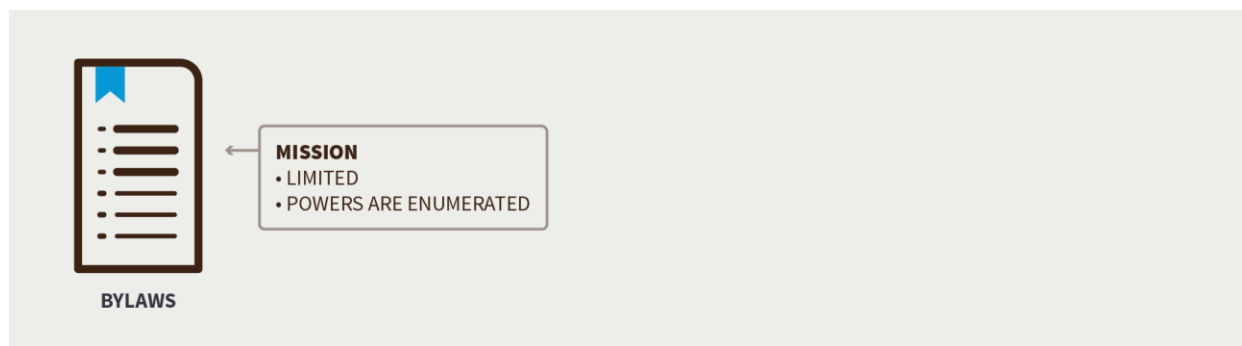 MISSION
• LIMITED
• POWERS ARE ENUMERATED
BYLAWS